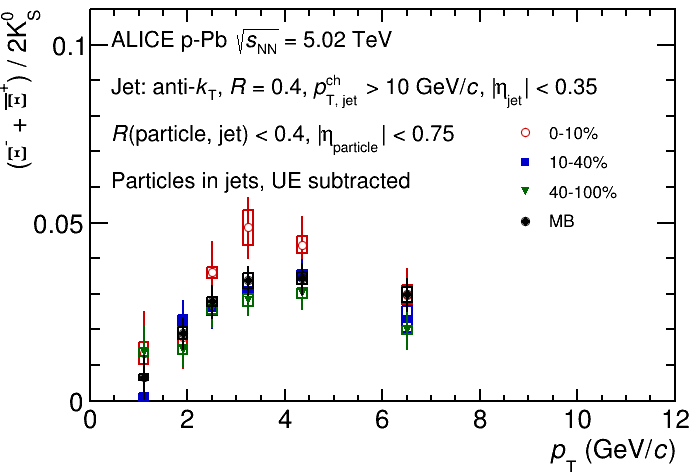 (Ξ⁻ + Ξ̅⁺) / 2K⁰_S
0.1
0.05
0
ALICE p-Pb √s_NN = 5.02 TeV
Jet: anti-k_T, R = 0.4, p^ch_T, jet > 10 GeV/c, |η_jet| < 0.35
R(particle, jet) < 0.4, |η_particle| < 0.75
Particles in jets, UE subtracted
0-10%
10-40%
40-100%
MB
0 2 4 6 8 10 12
p_T (GeV/c)